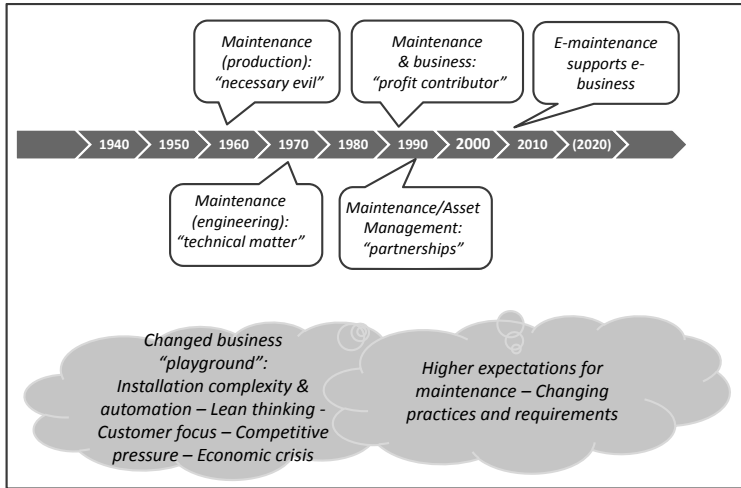 Maintenance
(production):
“necessary evil”
Maintenance
& business:
“profit contributor”
E-maintenance
supports e-
business
1940 1950 1960 1970 1980 1990 2000 2010 (2020)
Maintenance
(engineering):
“technical matter”
Maintenance/Asset
Management:
“partnerships”
Changed business
“playground”:
Installation complexity &
automation – Lean thinking -
Customer focus – Competitive
pressure – Economic crisis
Higher expectations for
maintenance – Changing
practices and requirements